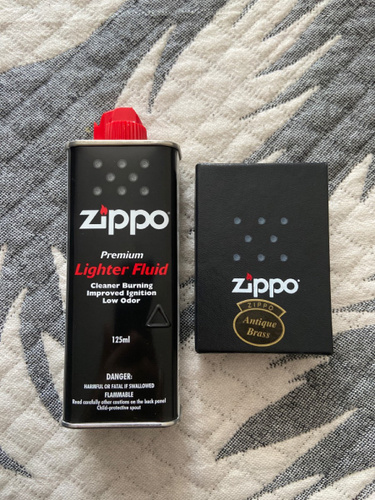 zippo
Premium
Lighter Fluid
Cleaner Burning
Improved Ignition
Low Odor
125ml
DANGER:
HARMFUL OR FATAL IF SWALLOWED
FLAMMABLE
Read carefully other cautions on the back panel
Child-protective spout
zippo
ZIPPO
Antique
Brass